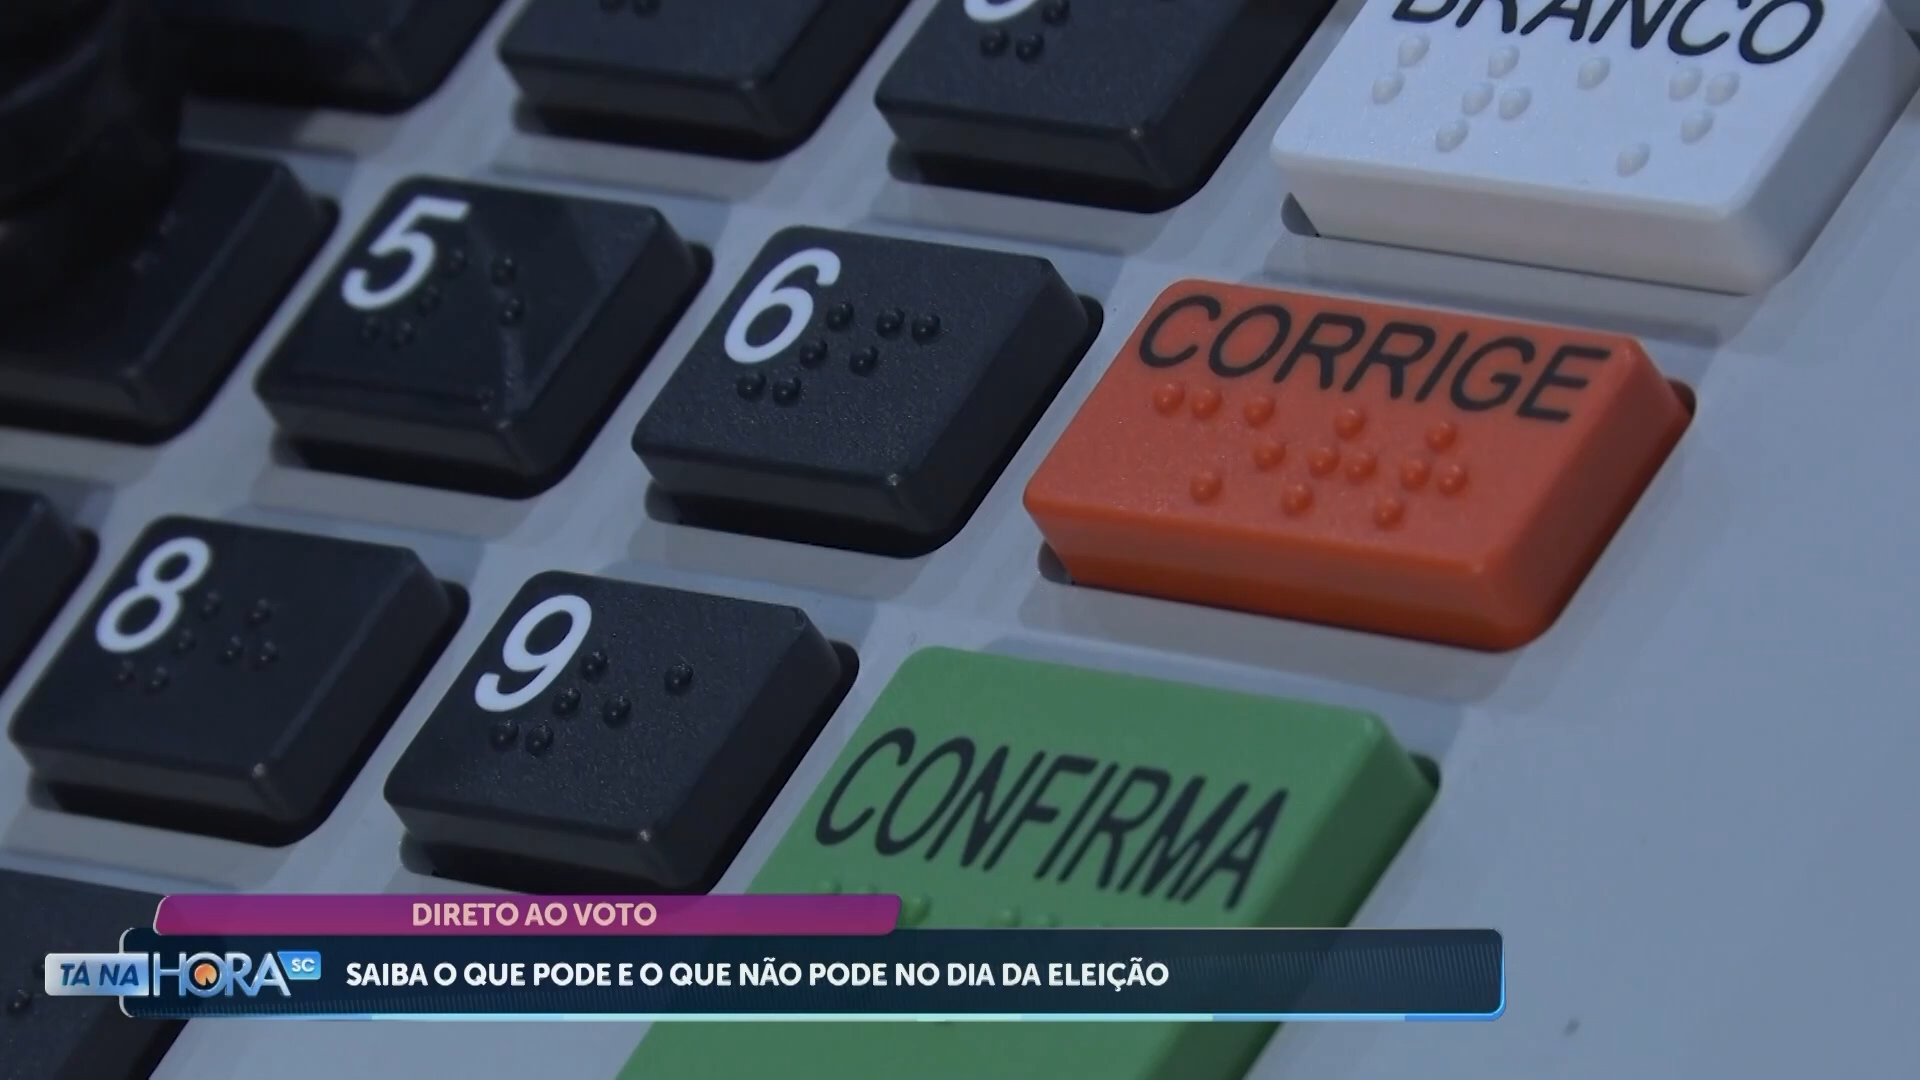 BRANCO
5
6
CORRIGE
8
9
CONFIRMA
DIRETO AO VOTO
TÁ NA HORA SC
SAIBA O QUE PODE E O QUE NÃO PODE NO DIA DA ELEIÇÃO